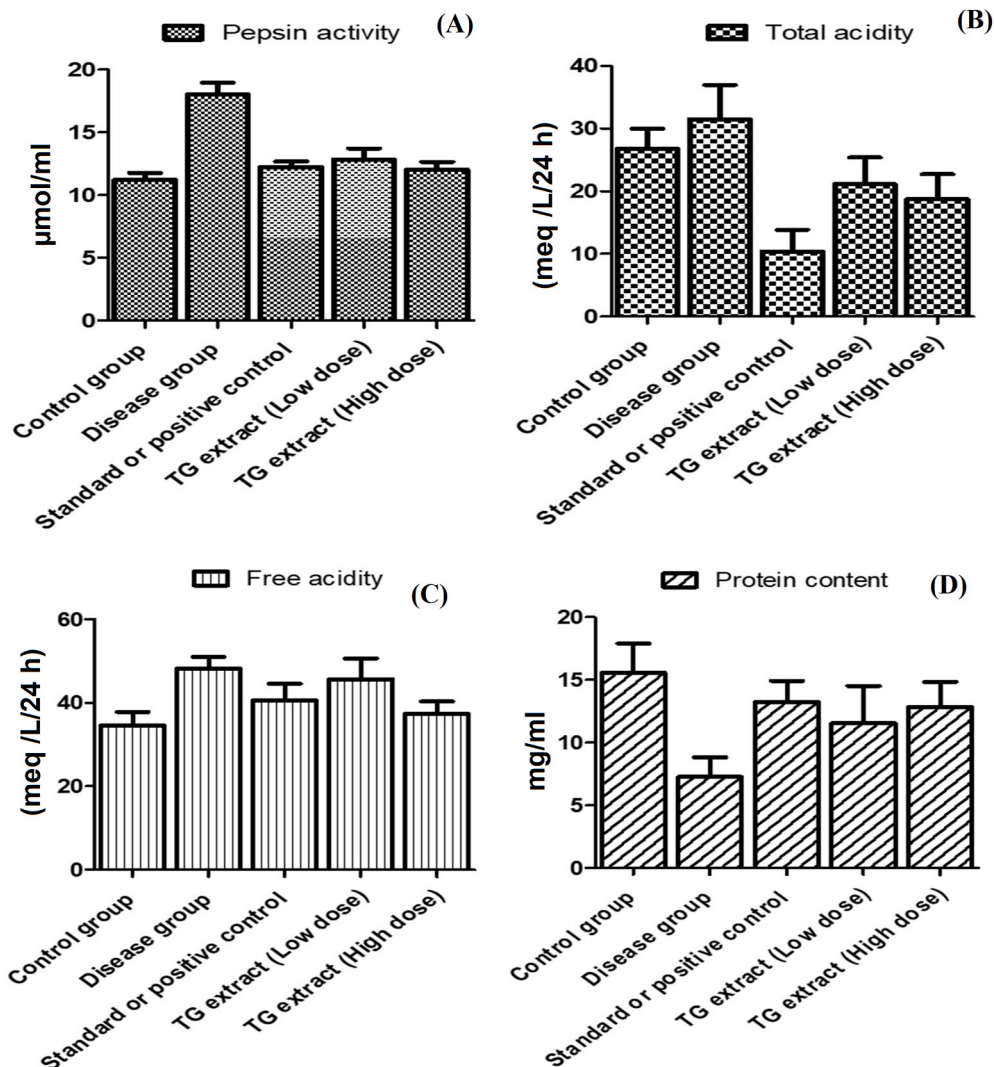 Pepsin activity (A)
20
15
10
5
0
µmol/ml
Control group
Disease group
Standard or positive control
TG extract (Low dose)
TG extract (High dose)
Total acidity (B)
40
30
20
10
0
(meq /L/24 h)
Control group
Disease group
Standard or positive control
TG extract (Low dose)
TG extract (High dose)
Free acidity (C)
60
40
20
0
(meq /L/24 h)
Control group
Disease group
Standard or positive control
TG extract (Low dose)
TG extract (High dose)
Protein content (D)
20
15
10
5
0
mg/ml
Control group
Disease group
Standard or positive control
TG extract (Low dose)
TG extract (High dose)